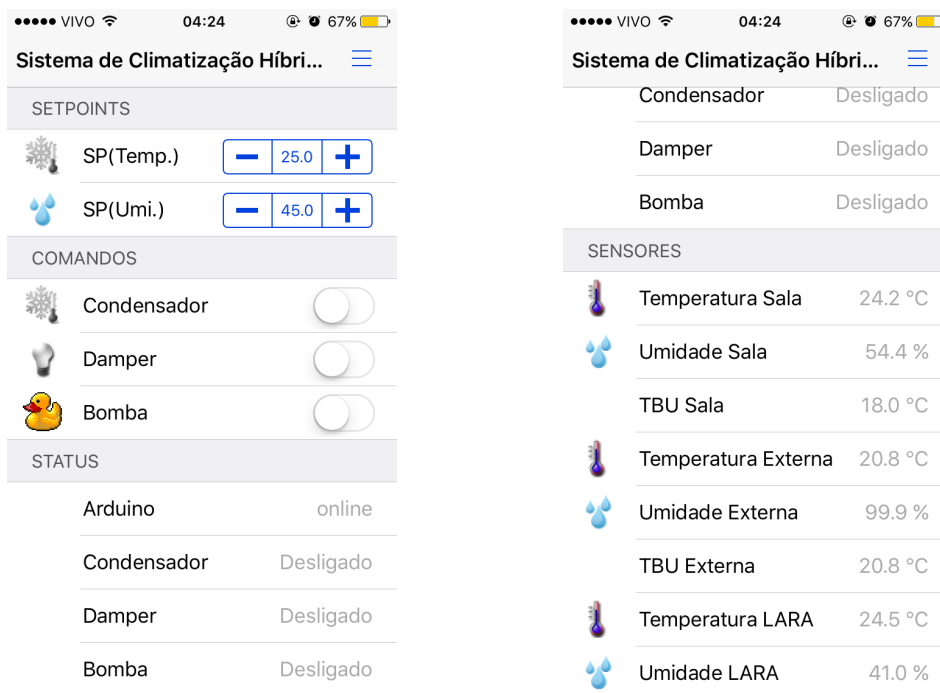 VIVO 04:24 67%
Sistema de Climatização Híbri...
SETPOINTS
SP(Temp.) 25.0
SP(Umi.) 45.0
COMANDOS
Condensador
Damper
Bomba
STATUS
Arduino online
Condensador Desligado
Damper Desligado
Bomba Desligado
VIVO 04:24 67%
Sistema de Climatização Híbri...
Condensador Desligado
Damper Desligado
Bomba Desligado
SENSORES
Temperatura Sala 24.2 °C
Umidade Sala 54.4 %
TBU Sala 18.0 °C
Temperatura Externa 20.8 °C
Umidade Externa 99.9 %
TBU Externa 20.8 °C
Temperatura LARA 24.5 °C
Umidade LARA 41.0 %